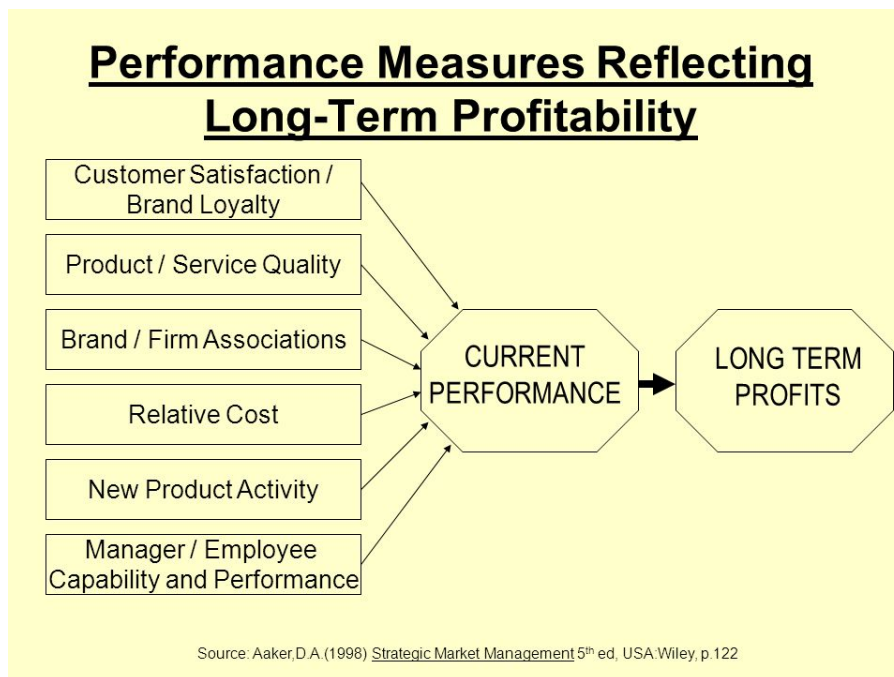 Performance Measures Reflecting
Long-Term Profitability
Customer Satisfaction /
Brand Loyalty
Product / Service Quality
Brand / Firm Associations
Relative Cost
New Product Activity
Manager / Employee
Capability and Performance
CURRENT
PERFORMANCE
LONG TERM
PROFITS
Source: Aaker,D.A.(1998) Strategic Market Management 5th ed, USA:Wiley, p.122